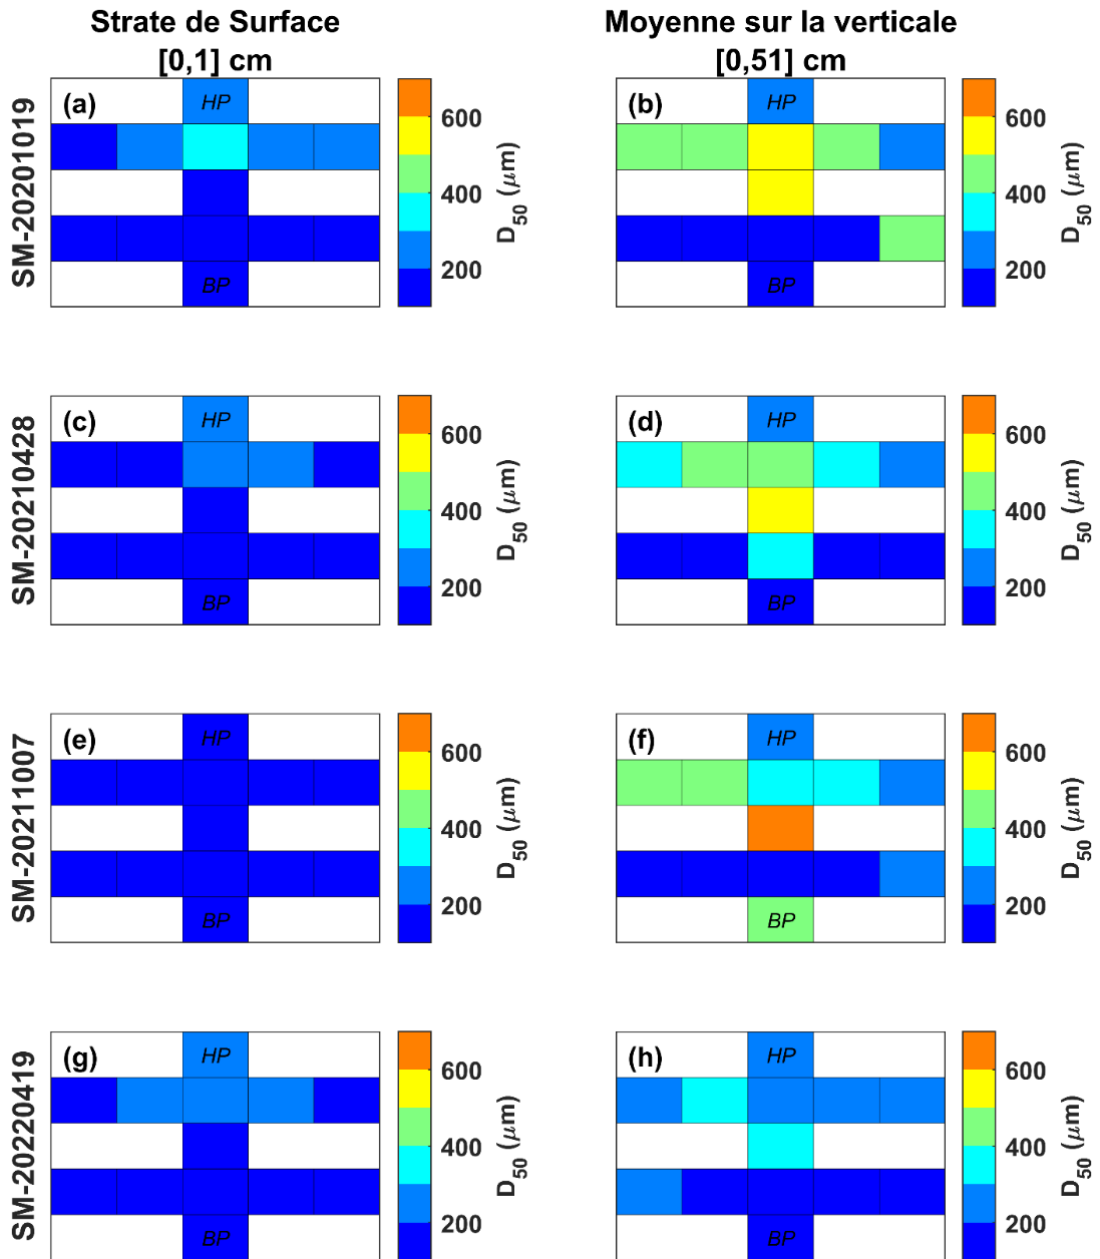 Strate de Surface
[0,1] cm
Moyenne sur la verticale
[0,51] cm
SM-20201019
(a)
HP
BP
600
400
200
D50 (μm)
(b)
HP
BP
600
400
200
D50 (μm)
SM-20210428
(c)
HP
BP
600
400
200
D50 (μm)
(d)
HP
BP
600
400
200
D50 (μm)
SM-20211007
(e)
HP
BP
600
400
200
D50 (μm)
(f)
HP
BP
600
400
200
D50 (μm)
SM-20220419
(g)
HP
BP
600
400
200
D50 (μm)
(h)
HP
BP
600
400
200
D50 (μm)